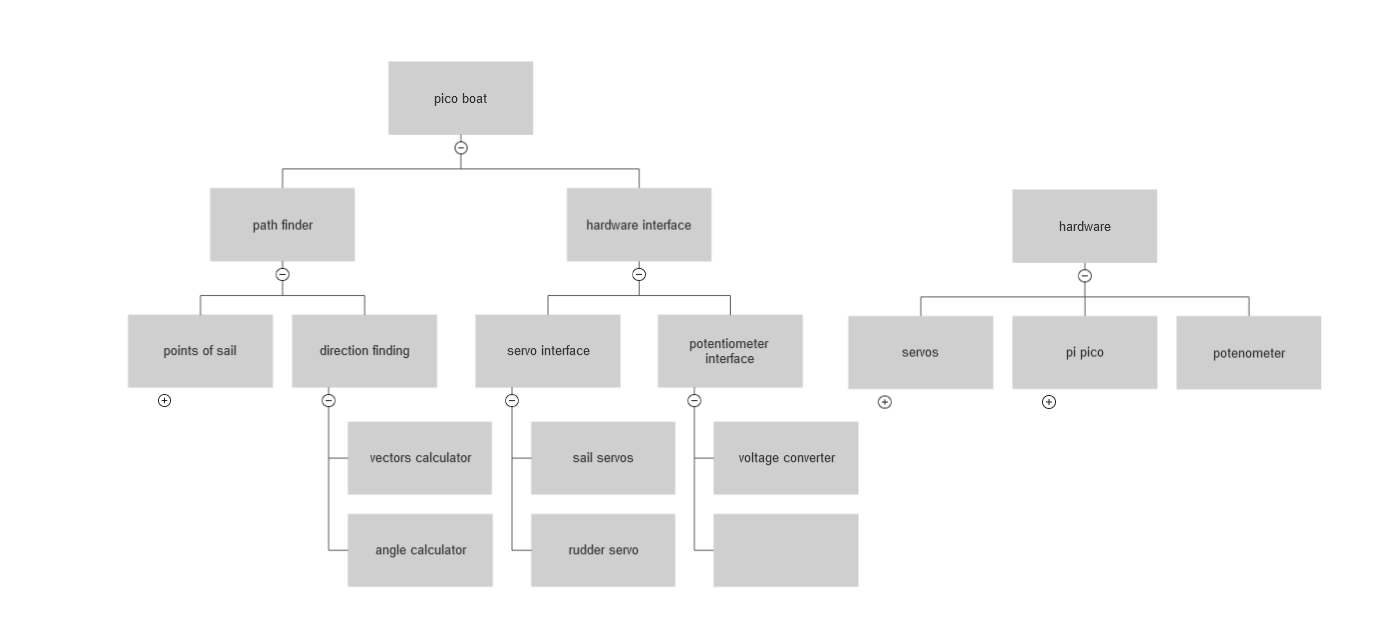 pico boat
path finder
hardware interface
hardware
points of sail
direction finding
servo interface
potentiometer
interface
servos
pi pico
potenometer
vectors calculator
sail servos
voltage converter
angle calculator
rudder servo